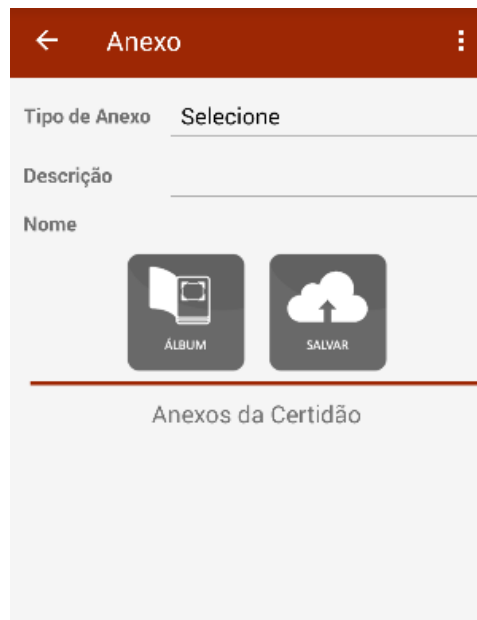 Anexo
Tipo de Anexo Selecione
Descrição
Nome
ÁLBUM SALVAR
Anexos da Certidão